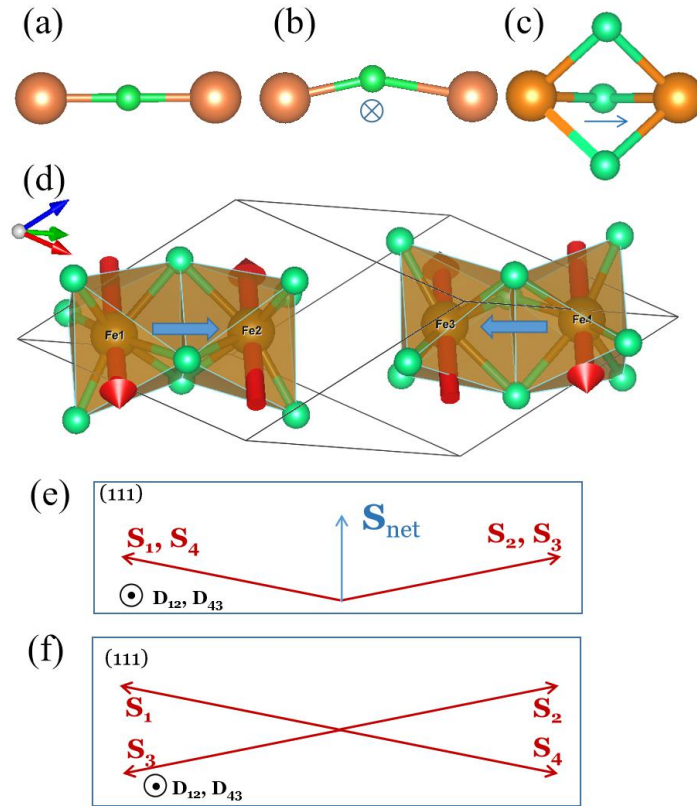 (a)
(b)
(c)
(d)
Fe1
Fe2
Fe3
Fe4
(e)
(111)
S1, S4
Snet
S2, S3
D12, D43
(f)
(111)
S1
S2
S3
S4
D12, D43